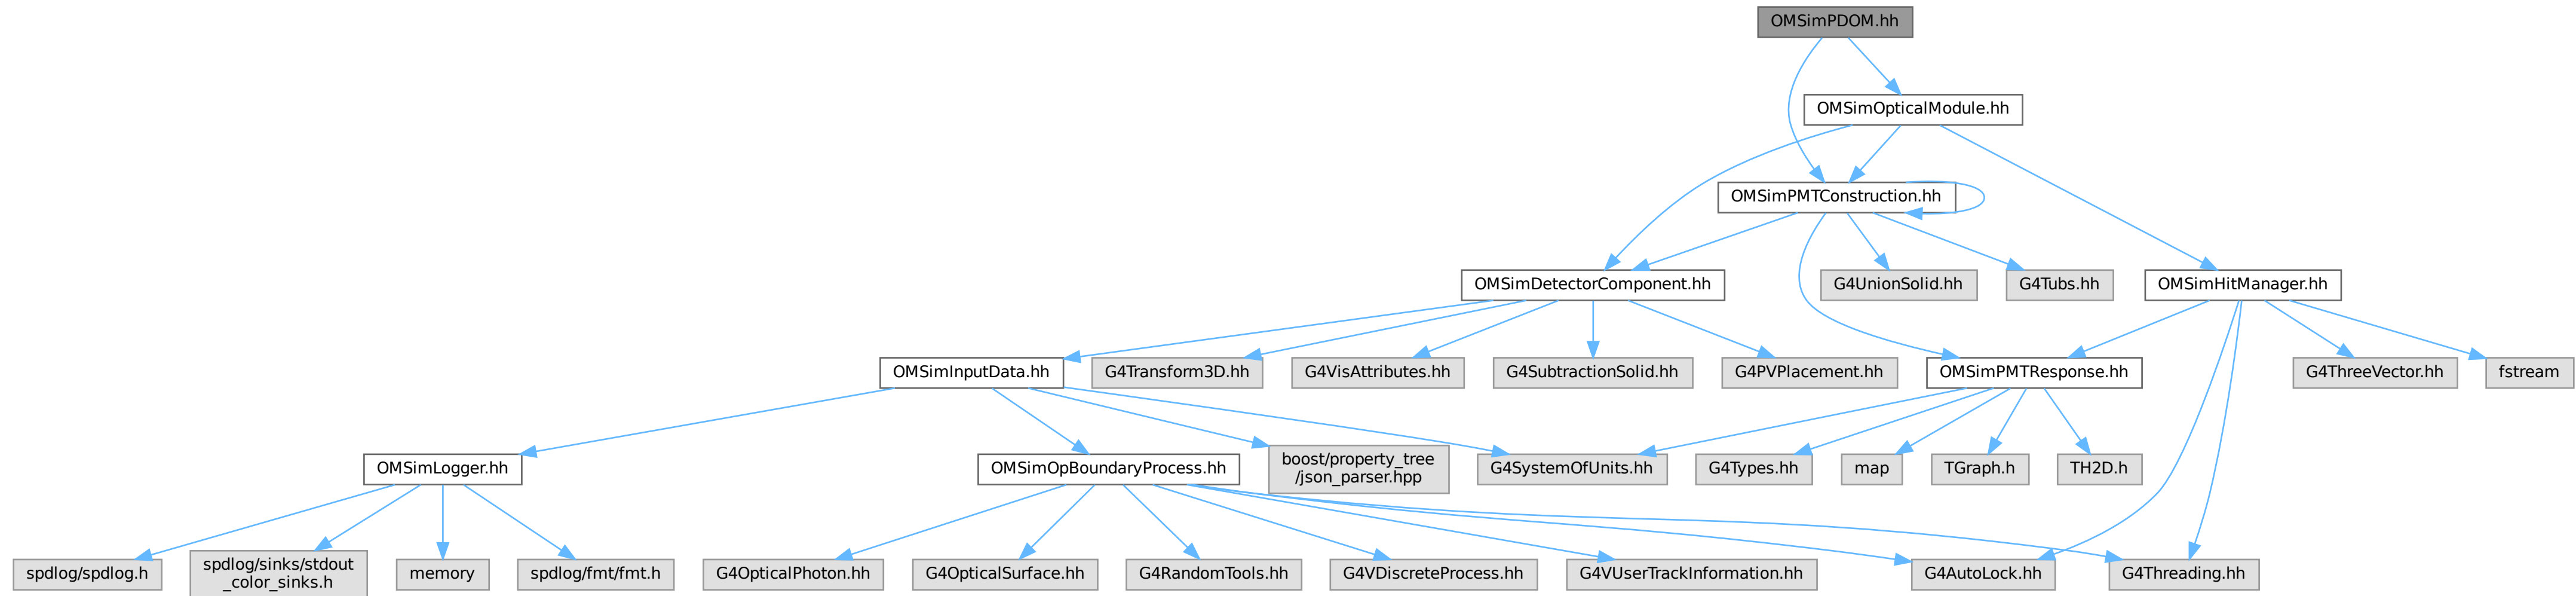 OMSimPDOM.hh
OMSimOpticalModule.hh
OMSimPMTConstruction.hh
OMSimDetectorComponent.hh
G4UnionSolid.hh
G4Tubs.hh
OMSimHitManager.hh
OMSimInputData.hh
G4Transform3D.hh
G4VisAttributes.hh
G4SubtractionSolid.hh
G4PVPlacement.hh
OMSimPMTResponse.hh
G4ThreeVector.hh
fstream
OMSimLogger.hh
OMSimOpBoundaryProcess.hh
boost/property_tree
/json_parser.hpp
G4SystemOfUnits.hh
G4Types.hh
map
TGraph.h
TH2D.h
spdlog/spdlog.h
spdlog/sinks/stdout
_color_sinks.h
memory
spdlog/fmt/fmt.h
G4OpticalPhoton.hh
G4OpticalSurface.hh
G4RandomTools.hh
G4VDiscreteProcess.hh
G4VUserTrackInformation.hh
G4AutoLock.hh
G4Threading.hh